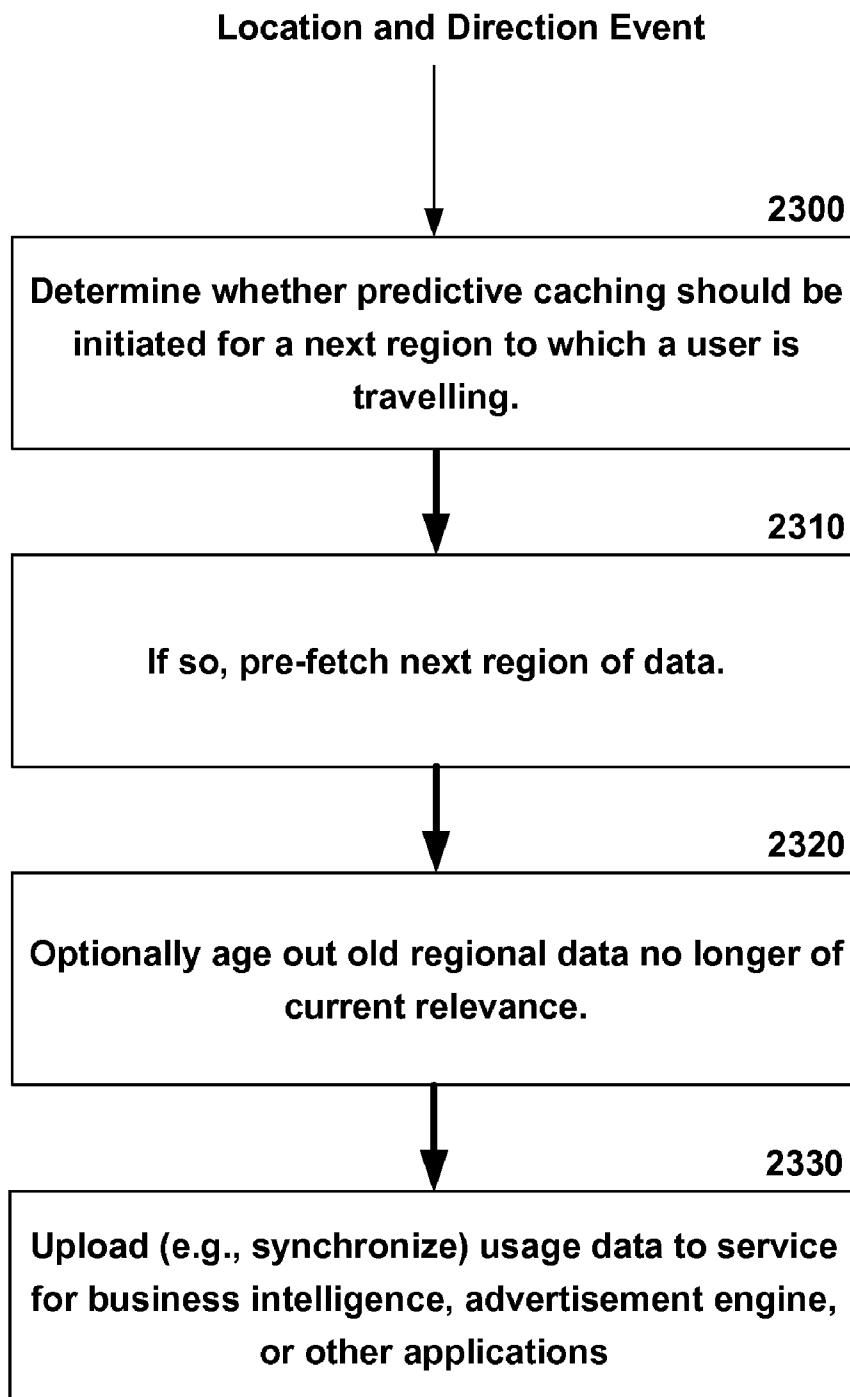 Location and Direction Event
2300
Determine whether predictive caching should be
initiated for a next region to which a user is
travelling.
2310
If so, pre-fetch next region of data.
2320
Optionally age out old regional data no longer of
current relevance.
2330
Upload (e.g., synchronize) usage data to service
for business intelligence, advertisement engine,
or other applications